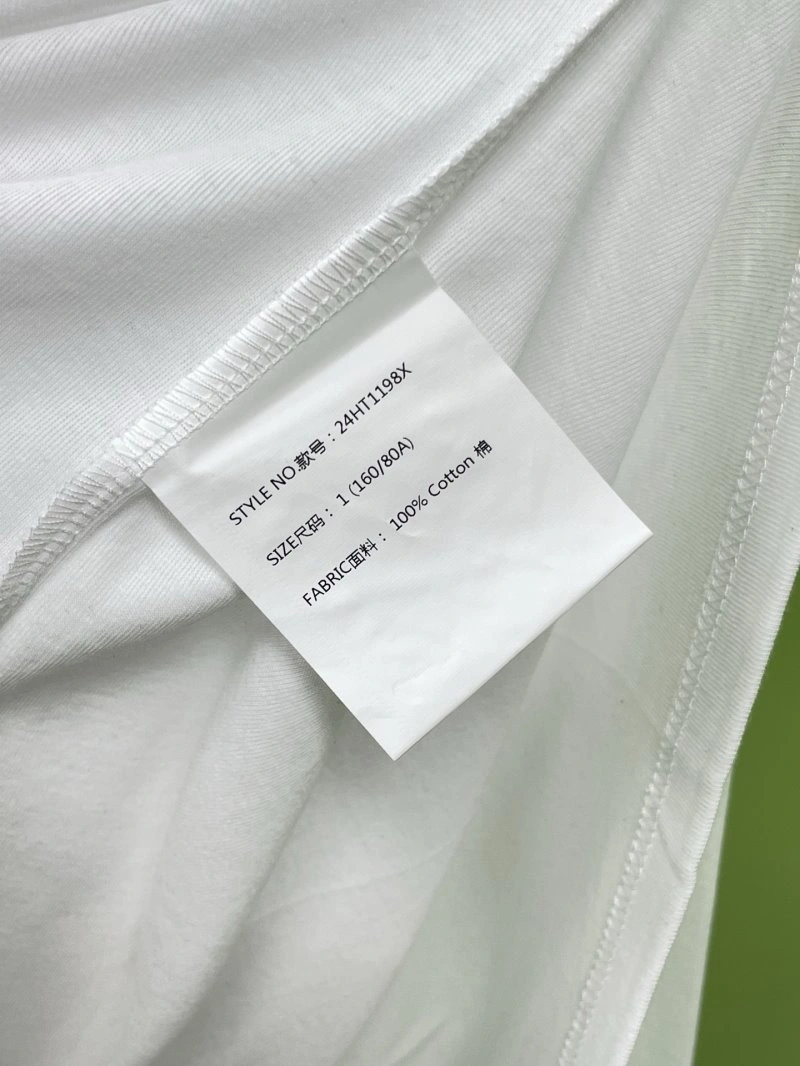 STYLE NO.款号：24HT1198X
SIZE尺码：1 (160/80A)
FABRIC面料：100% Cotton 棉